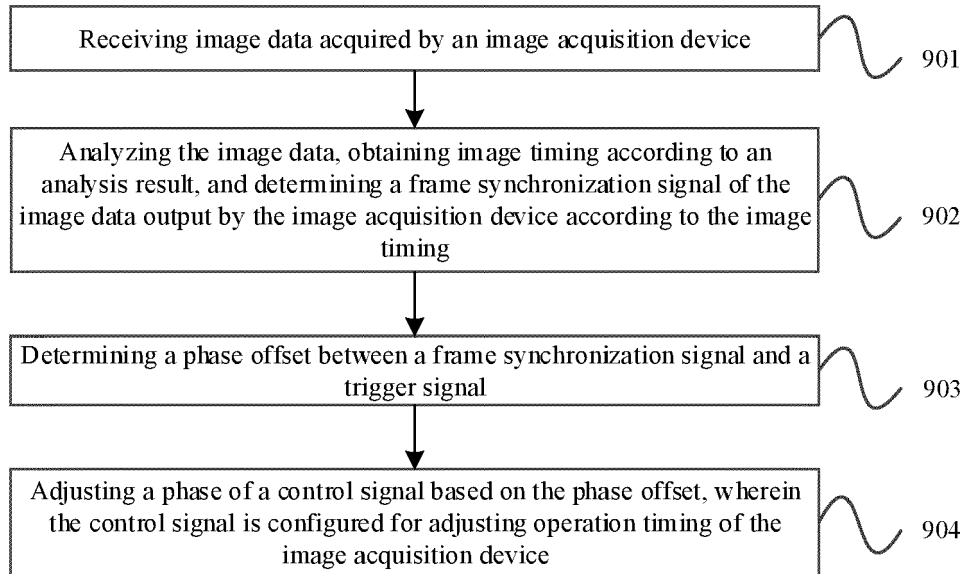 Receiving image data acquired by an image acquisition device
901
Analyzing the image data, obtaining image timing according to an
analysis result, and determining a frame synchronization signal of the
image data output by the image acquisition device according to the image
timing
902
Determining a phase offset between a frame synchronization signal and a
trigger signal
903
Adjusting a phase of a control signal based on the phase offset, wherein
the control signal is configured for adjusting operation timing of the
image acquisition device
904